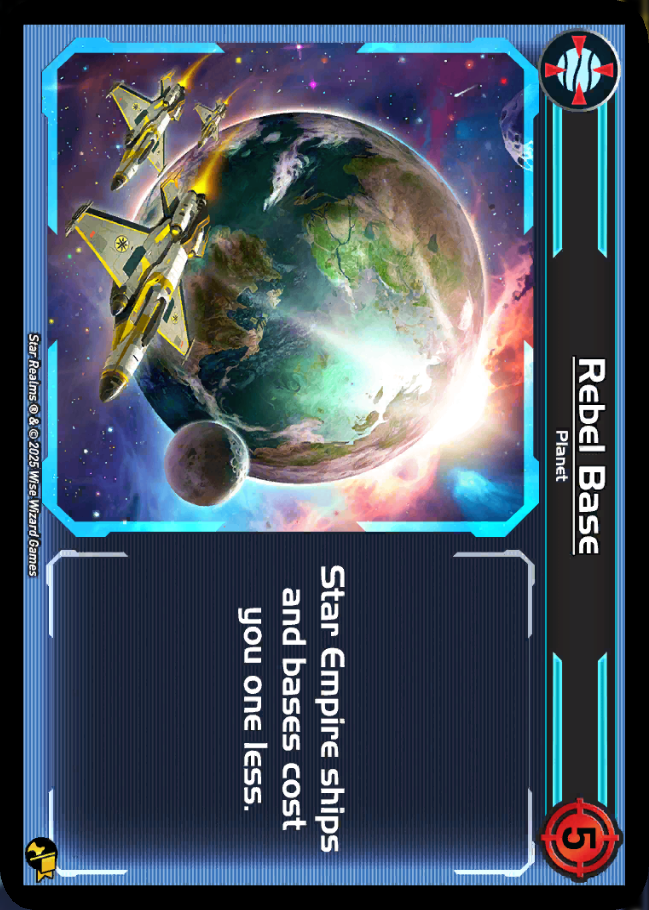 Rebel Base
Planet
5
Star Empire ships
and bases cost
you one less.
Star Realms ® & © 2025 Wise Wizard Games